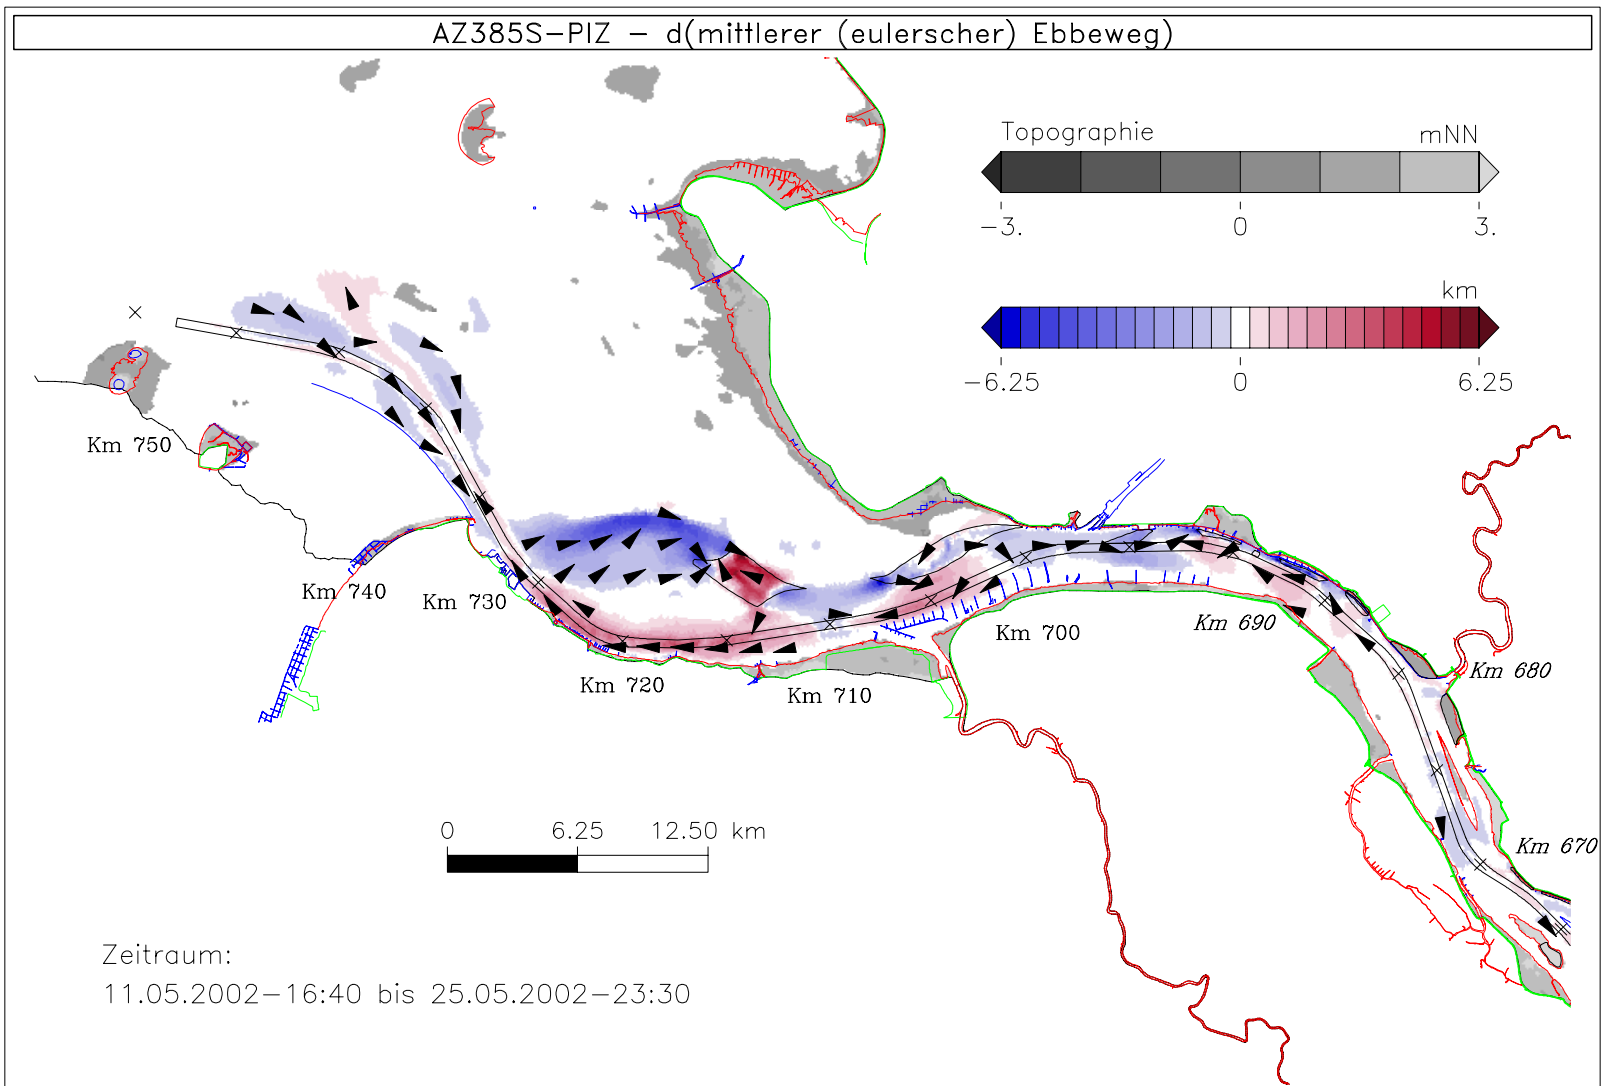 AZ385S-PIZ - d(mittlerer (eulerscher) Ebbeweg)
Topographie mNN
-3. 0 3.
km
-6.25 0 6.25
Km 750
Km 740
Km 730
Km 720
Km 710
Km 700
Km 690
Km 680
Km 670
0 6.25 12.50 km
Zeitraum:
11.05.2002-16:40 bis 25.05.2002-23:30